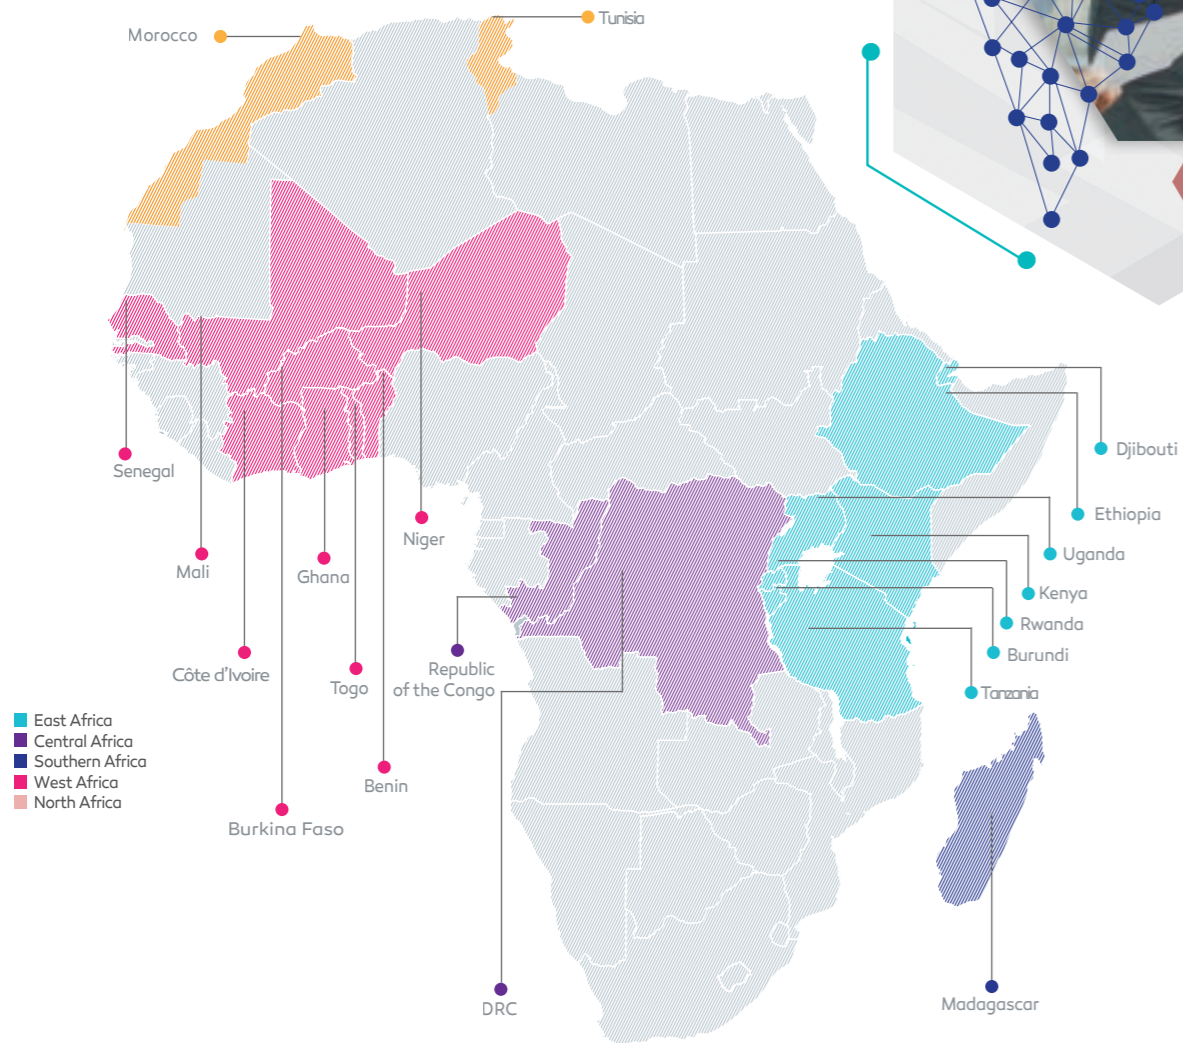 Tunisia
Morocco
Djibouti
Senegal
Ethiopia
Niger
Uganda
Mali
Ghana
Kenya
Rwanda
Burundi
Republic
of the Congo
Côte d'Ivoire
Togo
Tanzania
East Africa
Central Africa
Southern Africa
West Africa
North Africa
Benin
Burkina Faso
DRC
Madagascar